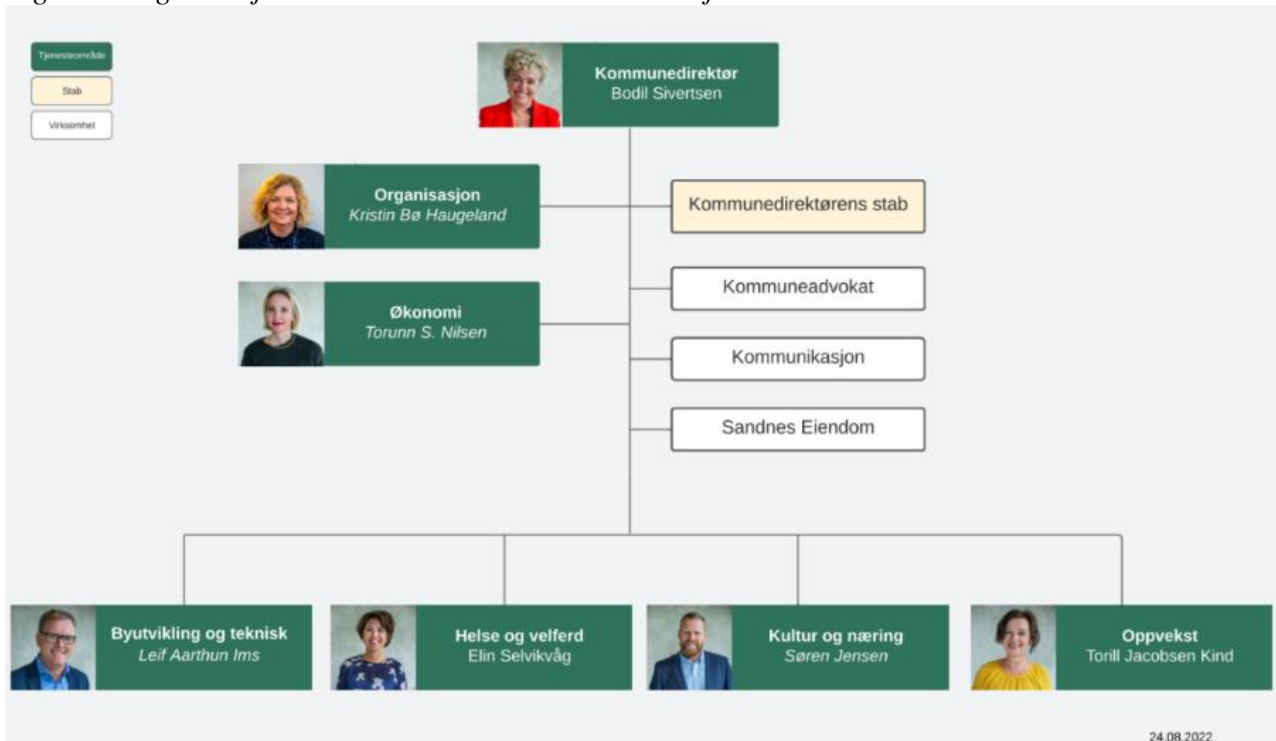 Tjenesteområde
Stab
Virksomhet
Kommunedirektør
Bodil Sivertsen
Organisasjon
Kristin Bø Haugeland
Kommunedirektørens stab
Kommuneadvokat
Økonomi
Torunn S. Nilsen
Kommunikasjon
Sandnes Eiendom
Byutvikling og teknisk
Leif Aarthun Ims
Helse og velferd
Elin Selvikvåg
Kultur og næring
Søren Jensen
Oppvekst
Torill Jacobsen Kind
24.08.2022